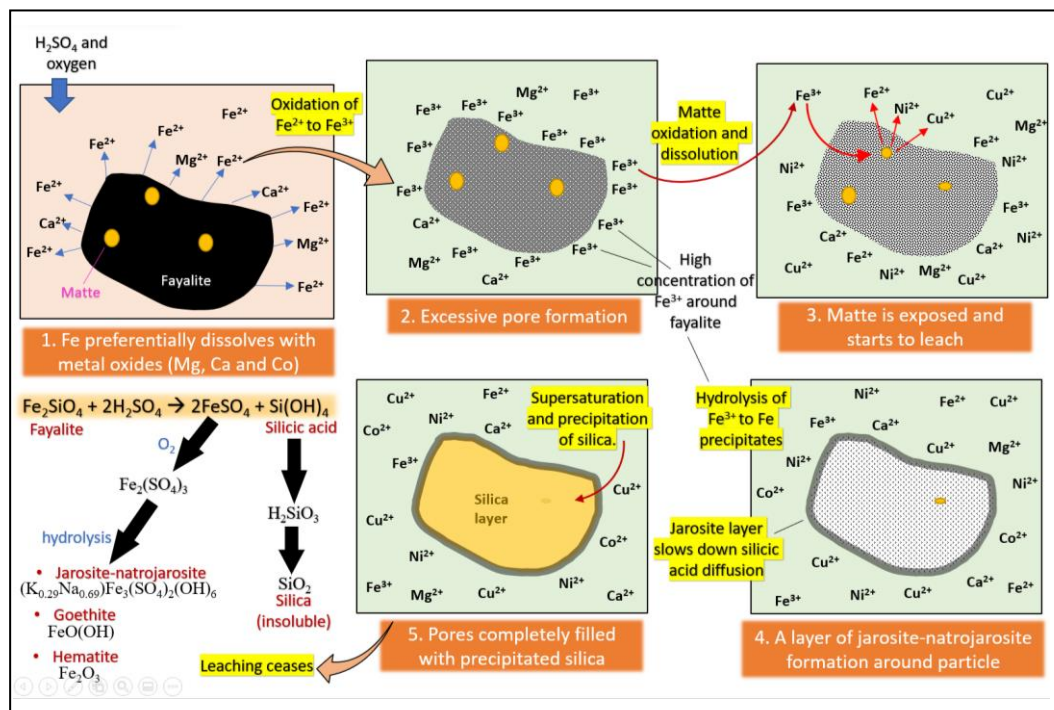 H₂SO₄ and
oxygen
Fe²⁺
Fe²⁺
Fe²⁺
Mg²⁺
Fe²⁺
Fe²⁺
Ca²⁺
Fe²⁺
Ca²⁺
Mg²⁺
Fe²⁺
Fe²⁺
Fayalite
Matte
1. Fe preferentially dissolves with
metal oxides (Mg, Ca and Co)
Oxidation of
Fe²⁺ to Fe³⁺
Fe³⁺
Mg²⁺
Fe³⁺
Fe³⁺
Fe³⁺
Fe³⁺
Fe³⁺
Fe³⁺
Fe³⁺
Fe³⁺
Fe³⁺
Fe³⁺
Ca²⁺
Fe³⁺
Fe³⁺
Fe³⁺
Fe³⁺
Mg²⁺
Ca²⁺
2. Excessive pore formation
High
concentration of
Fe³⁺ around
fayalite
Matte
oxidation and
dissolution
Fe³⁺
Fe²⁺
Ni²⁺
Cu²⁺
Cu²⁺
Mg²⁺
Ni²⁺
Ni²⁺
Fe³⁺
Fe³⁺
Ca²⁺
Fe²⁺
Ca²⁺
Ni²⁺
Cu²⁺
Ni²⁺
Mg²⁺
Cu²⁺
3. Matte is exposed and
starts to leach
Fe₂SiO₄ + 2H₂SO₄ → 2FeSO₄ + Si(OH)₄
Fayalite
Silicic acid
O₂
Fe₂(SO₄)₃
H₂SiO₃
hydrolysis
SiO₂
Silica
(insoluble)
• Jarosite-natrojarosite
(K₀.₂₉Na₀.₆₉)Fe₃(SO₄)₂(OH)₆
• Goethite
FeO(OH)
• Hematite
Fe₂O₃
Leaching ceases
Cu²⁺
Fe²⁺
Ni²⁺
Co²⁺
Ca²⁺
Fe³⁺
Cu²⁺
Cu²⁺
Co²⁺
Ni²⁺
Fe³⁺
Mg²⁺
Cu²⁺
Ni²⁺
Ca²⁺
Supersaturation
and precipitation
of silica.
Silica
layer
5. Pores completely filled
with precipitated silica
Hydrolysis of
Fe³⁺ to Fe
precipitates
Jarosite layer
slows down silicic
acid diffusion
Fe³⁺
Ca²⁺
Fe²⁺
Cu²⁺
Cu²⁺
Mg²⁺
Ni²⁺
Ni²⁺
Co²⁺
Co²⁺
Cu²⁺
Cu²⁺
Fe³⁺
Ni²⁺
Ca²⁺
Fe²⁺
4. A layer of jarosite-natrojarosite
formation around particle